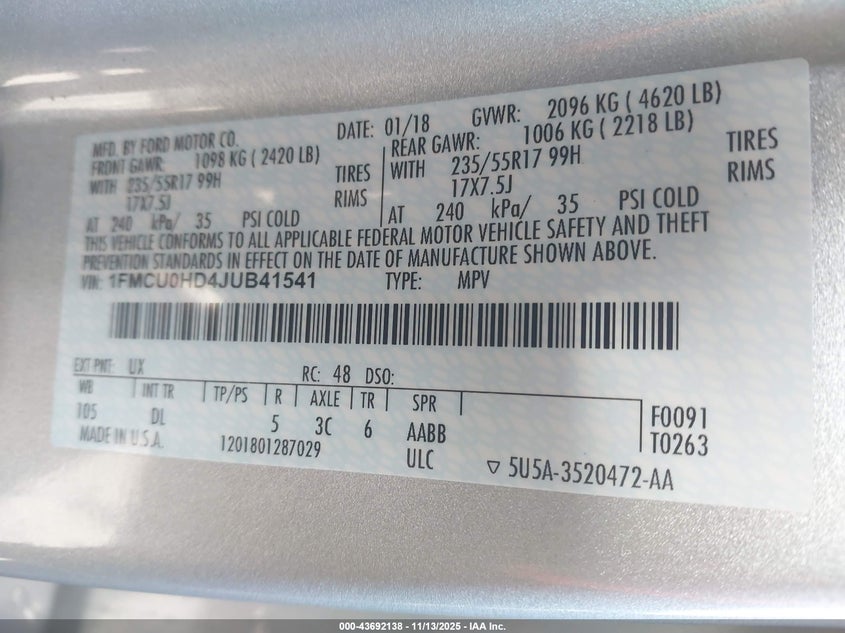 MFD. BY FORD MOTOR CO. DATE: 01/18 GVWR: 2096 KG ( 4620 LB)
FRONT GAWR: 1098 KG ( 2420 LB) REAR GAWR: 1006 KG ( 2218 LB)
WITH 235/55R17 99H TIRES WITH 235/55R17 99H TIRES
17X7.5J RIMS 17X7.5J RIMS
AT 240 kPa/ 35 PSI COLD AT 240 kPa/ 35 PSI COLD
THIS VEHICLE CONFORMS TO ALL APPLICABLE FEDERAL MOTOR VEHICLE SAFETY AND THEFT
PREVENTION STANDARDS IN EFFECT ON THE DATE OF MANUFACTURE SHOWN ABOVE.
VIN: 1FMCU0HD4JUB41541 TYPE: MPV
EXT PNT: UX RC: 48 DSO:
WB INT TR TP/PS R AXLE TR SPR
105 DL 5 3C 6 AABB F0091
MADE IN U.S.A. 1201801287029 ULC T0263
5U5A-3520472-AA
000-43692138 - 11/13/2025 - IAA Inc.